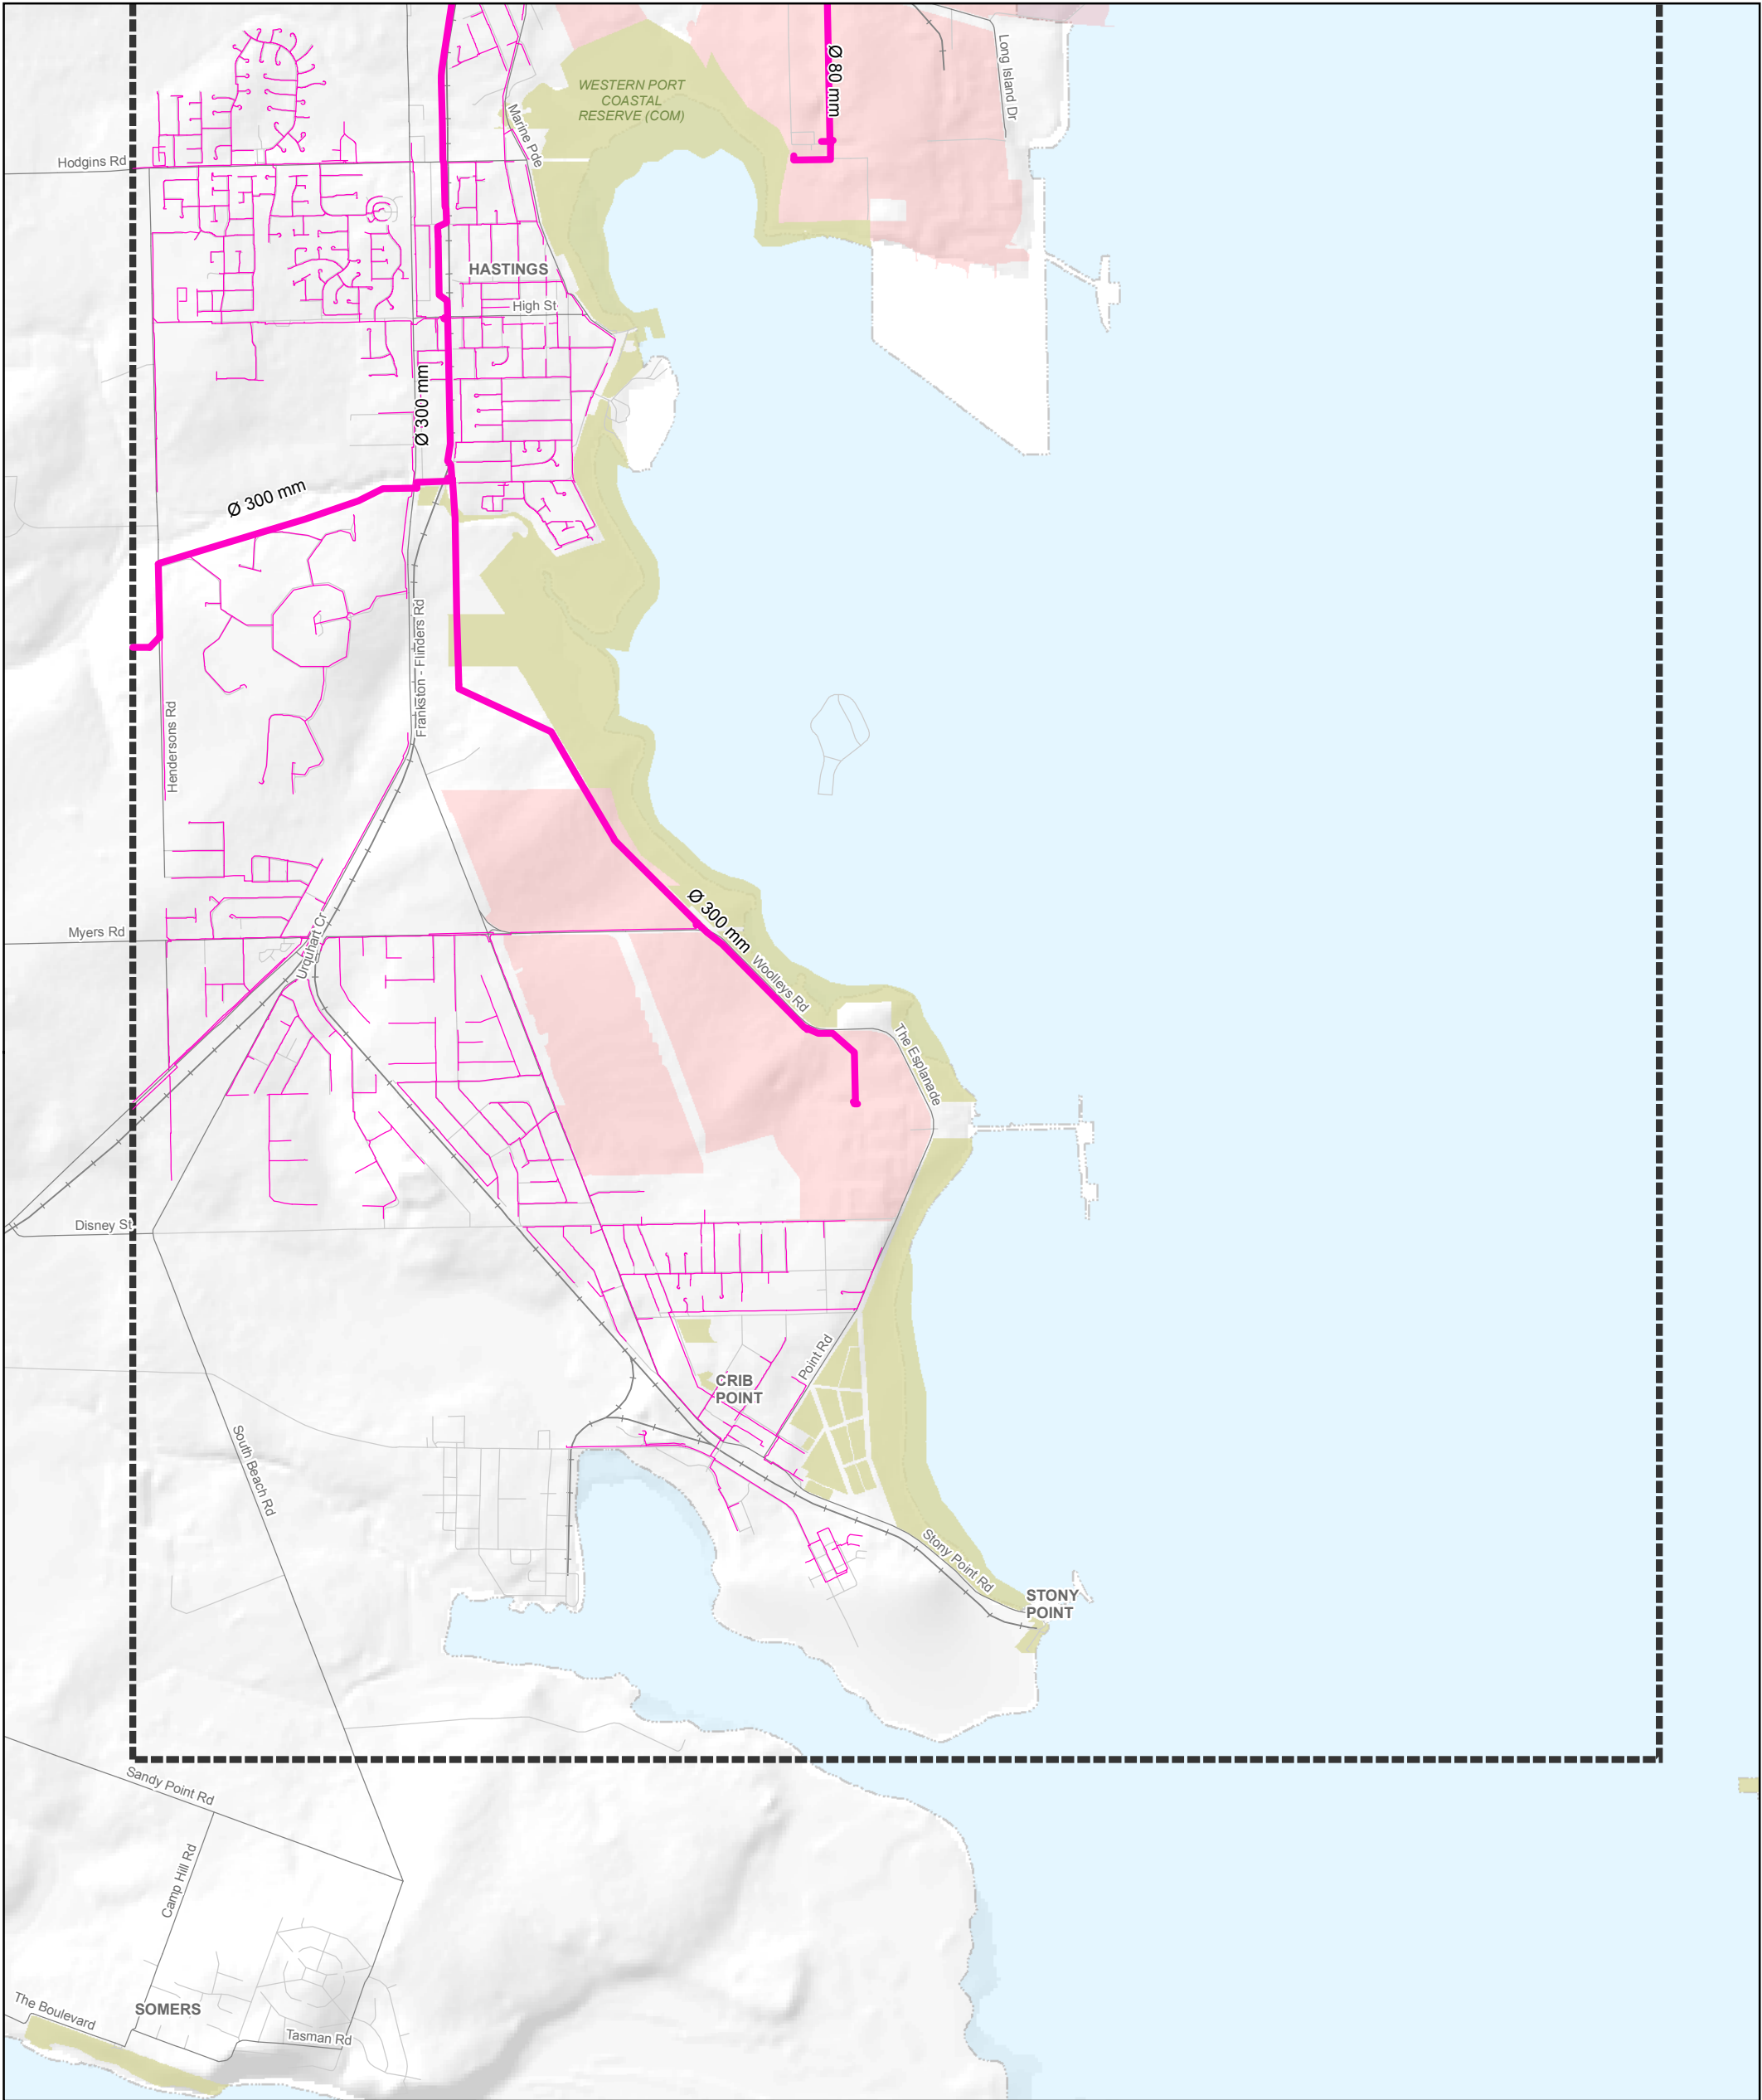 Ø 80 mm
Long Island Dr
WESTERN PORT
COASTAL
RESERVE (COM)
Marine Pde
Hodgins Rd
HASTINGS
High St
Ø 300 mm
Ø 300 mm
Frankston - Flinders Rd
Hendersons Rd
Ø 300 mm
Myers Rd
Urquhart Cr
Woolleys Rd
The Esplanade
Disney St
Point Rd
CRIB
POINT
South Beach Rd
Stony Point Rd
STONY
POINT
Sandy Point Rd
Camp Hill Rd
The Boulevard
SOMERS
Tasman Rd